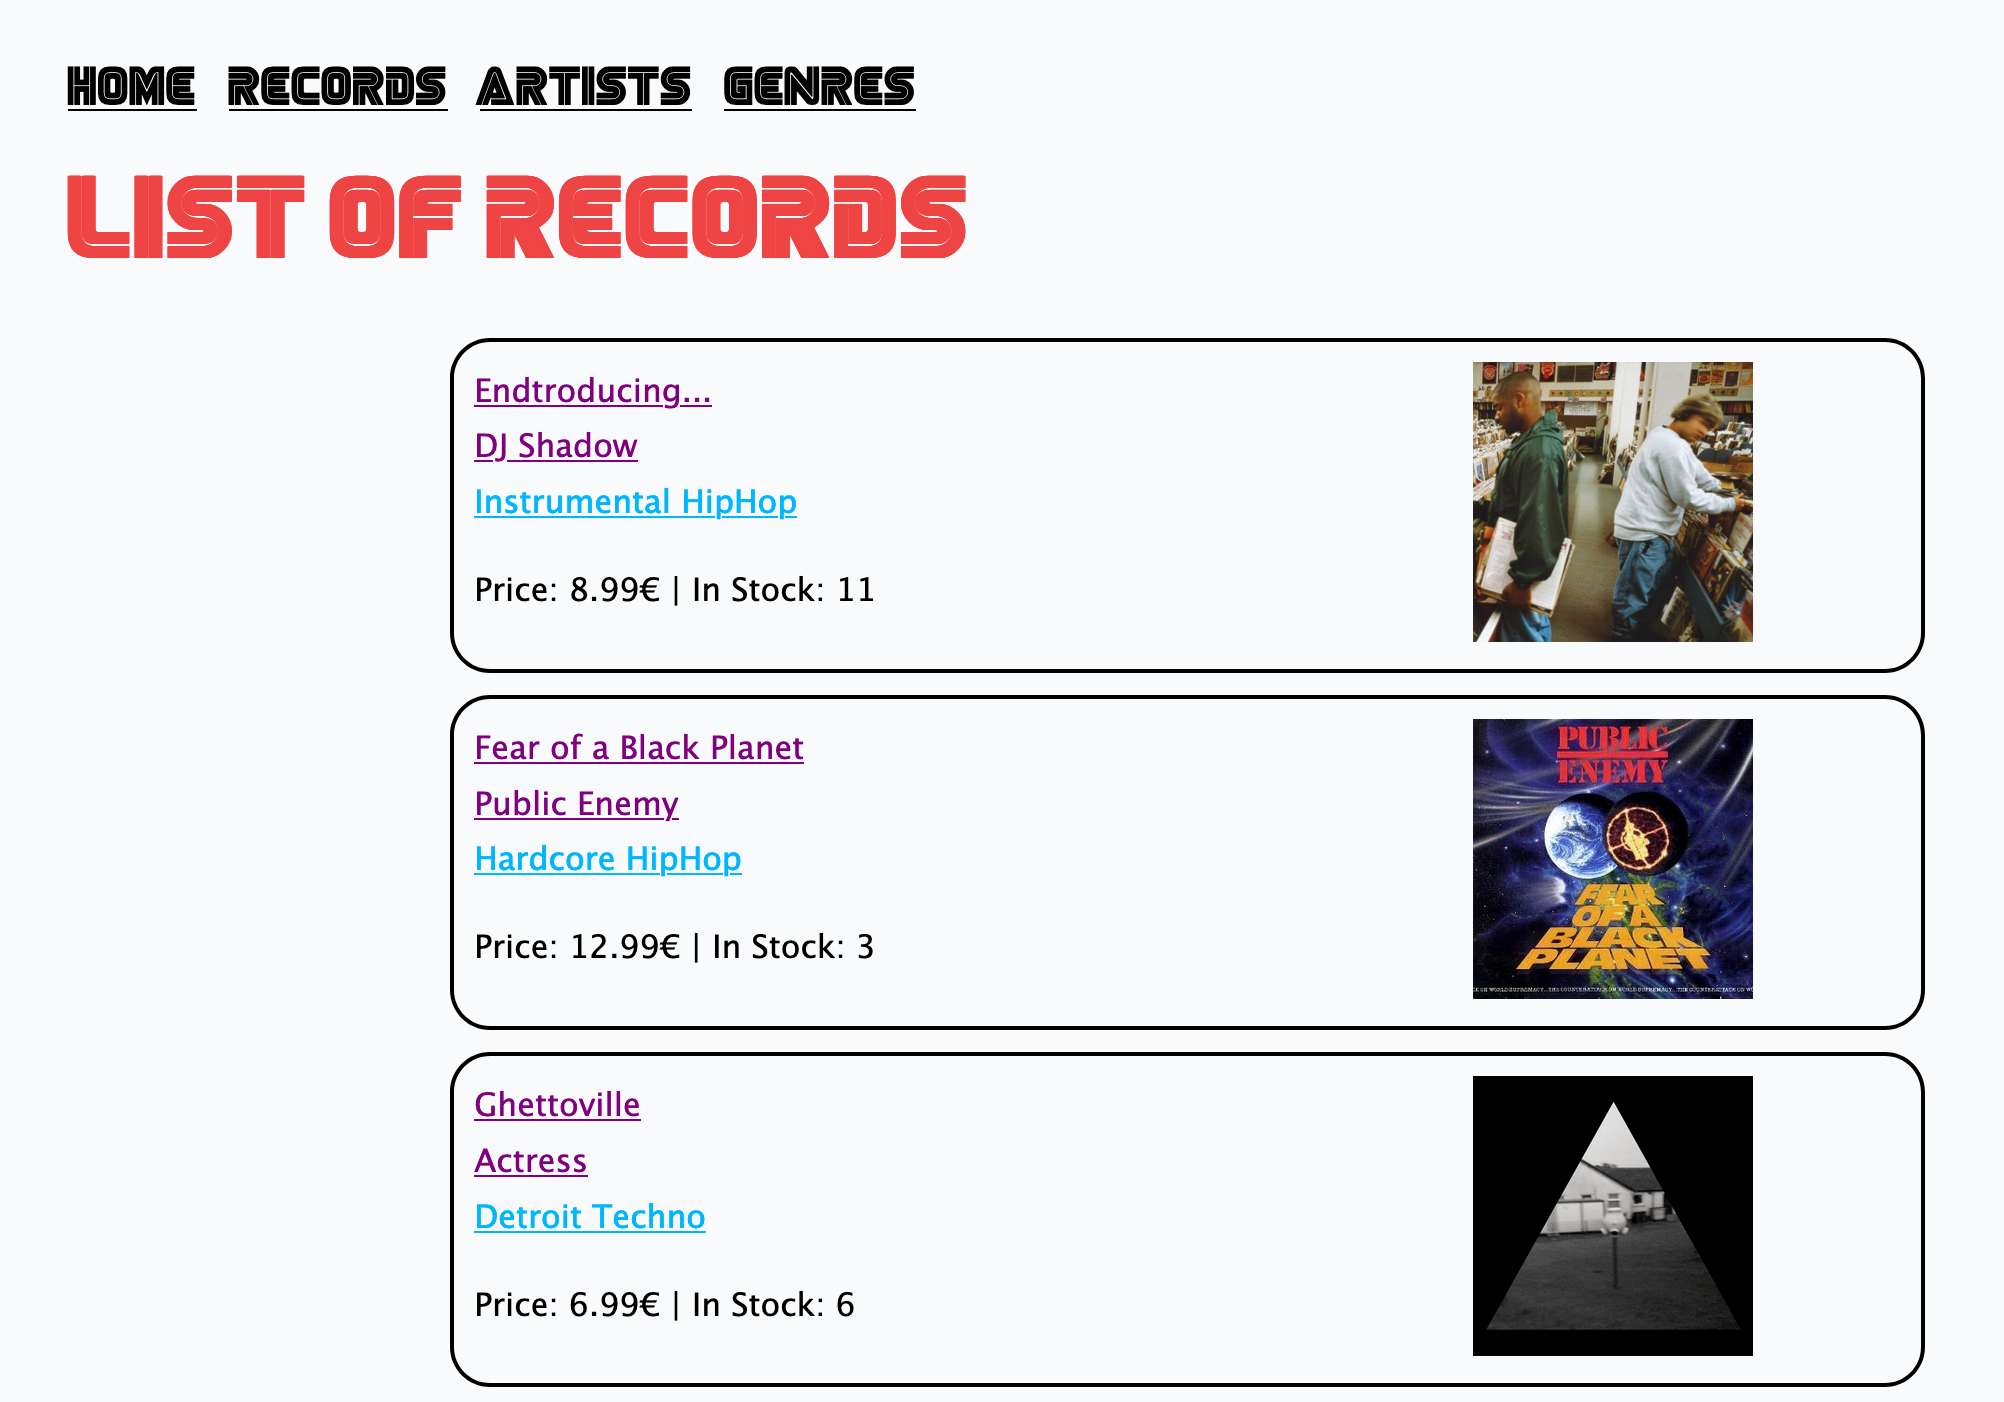 HOME RECORDS ARTISTS GENRES
LIST OF RECORDS
Endtroducing...
DJ Shadow
Instrumental HipHop
Price: 8.99€ | In Stock: 11
Fear of a Black Planet
Public Enemy
Hardcore HipHop
Price: 12.99€ | In Stock: 3
PUBLIC
ENEMY
FEAR
OF A
BLACK
PLANET
Ghettoville
Actress
Detroit Techno
Price: 6.99€ | In Stock: 6